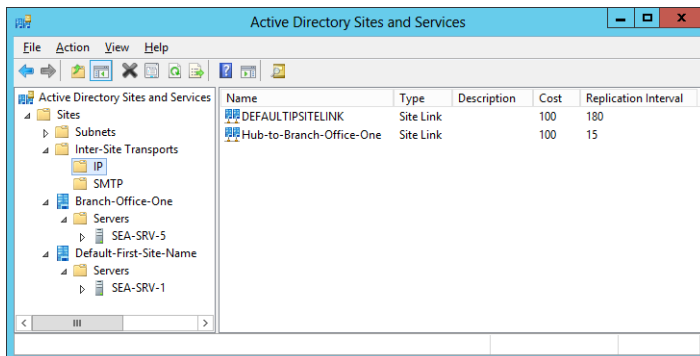 Active Directory Sites and Services
File Action View Help
Active Directory Sites and Services
Sites
Subnets
Inter-Site Transports
IP
SMTP
Branch-Office-One
Servers
SEA-SRV-5
Default-First-Site-Name
Servers
SEA-SRV-1
Name Type Description Cost Replication Interval
DEFAULTIPSITELINK Site Link 100 180
Hub-to-Branch-Office-One Site Link 100 15